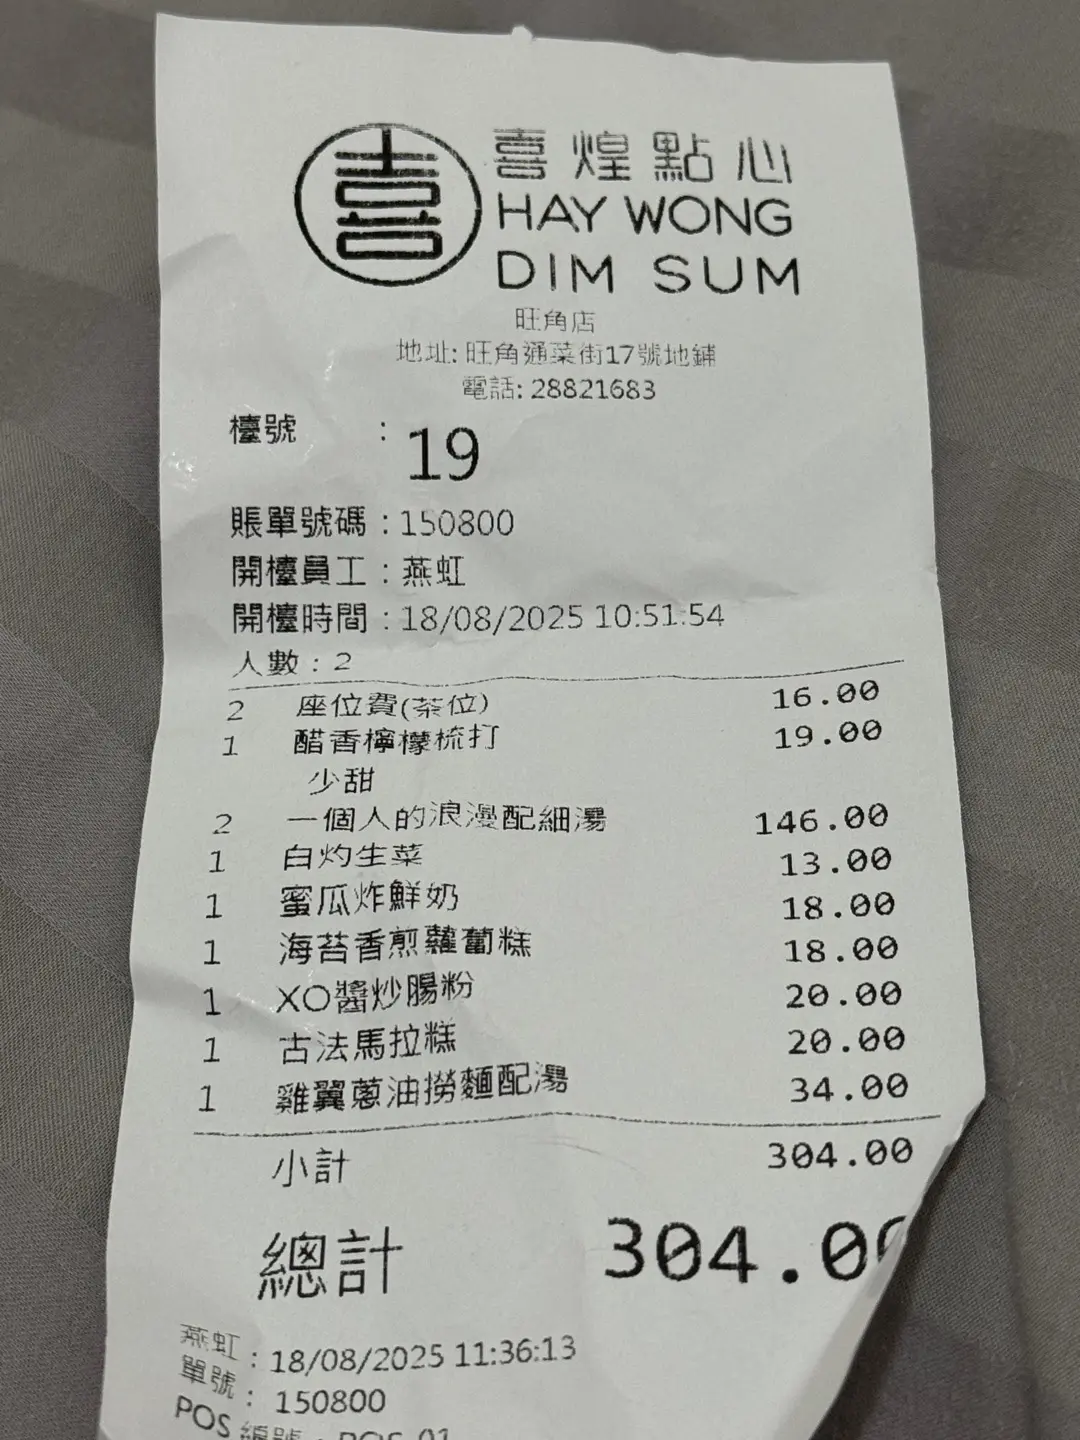 喜
喜煌點心
HAY WONG
DIM SUM
旺角店
地址: 旺角通菜街17號地鋪
電話: 28821683
檯號 : 19
賬單號碼 : 150800
開檯員工 : 燕虹
開檯時間 : 18/08/2025 10:51:54
人數 : 2
2 座位費(茶位) 16.00
1 醋香檸檬梳打 19.00
少甜
2 一個人的浪漫配細湯 146.00
1 白灼生菜 13.00
1 蜜瓜炸鮮奶 18.00
1 海苔香煎蘿蔔糕 18.00
1 XO醬炒腸粉 20.00
1 古法馬拉糕 20.00
1 雞翼蔥油撈麵配湯 34.00
小計 304.00
總計 304.00
燕虹 : 18/08/2025 11:36:13
單號 : 150800
POS 編號 : POS-01